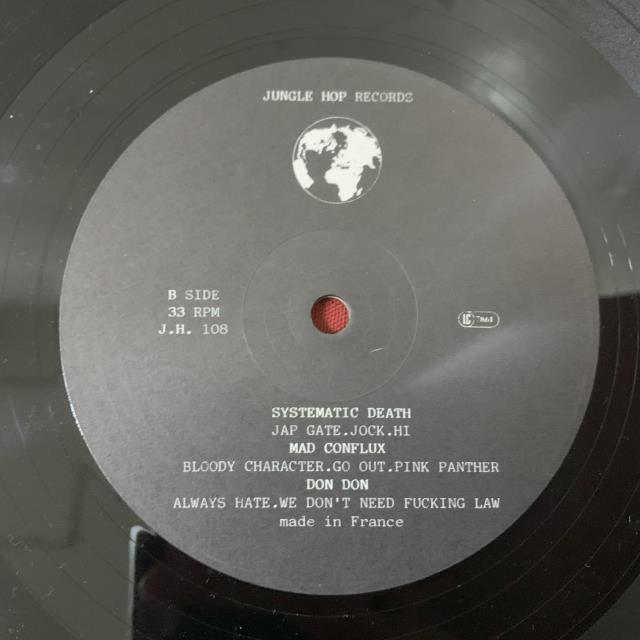 JUNGLE HOP RECORDZ
B SIDE
33 RPM
J.H. 108
SYSTEMATIC DEATH
JAP GATE.JOCK.HI
MAD CONFLUX
BLOODY CHARACTER.GO OUT.PINK PANTHER
DON DON
ALWAYS HATE.WE DON'T NEED FUCKING LAW
made in France